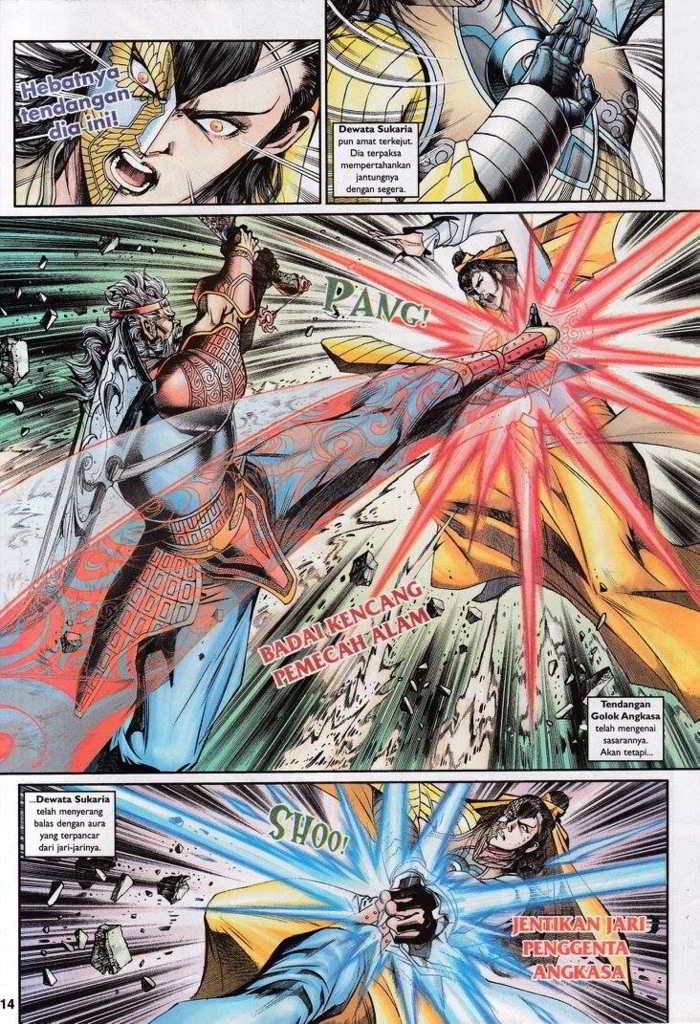 Hebatnya
tendangan
dia ini!
Dewata Sukaria
pun amat terkejut.
Dia terpaksa
mempertahankan
jantungnya
dengan segera.
PANG!
BADAI KENCANG
PEMECAH ALAM
Tendangan
Golok Angkasa
telah mengenai
sasarannya.
Akan tetapi...
...Dewata Sukaria
telah menyerang
balas dengan aura
yang terpancar
dari jari-jarinya.
SHOO!
JENTIKAN JARI
PENGGENTA
ANGKASA
14